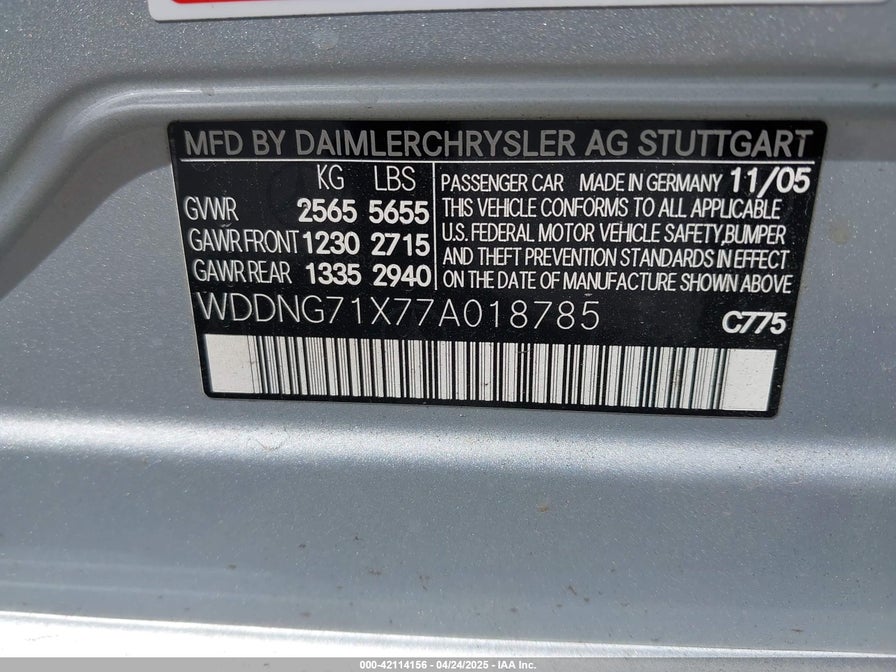 MFD BY DAIMLERCHRYSLER AG STUTTGART
KG LBS
GVWR 2565 5655
GAWR FRONT 1230 2715
GAWR REAR 1335 2940
PASSENGER CAR MADE IN GERMANY 11/05
THIS VEHICLE CONFORMS TO ALL APPLICABLE
U.S. FEDERAL MOTOR VEHICLE SAFETY,BUMPER
AND THEFT PREVENTION STANDARDS IN EFFECT
ON THE DATE OF MANUFACTURE SHOWN ABOVE
WDDNG71X77A018785
C775
000-42114156 - 04/24/2025 - IAA Inc.